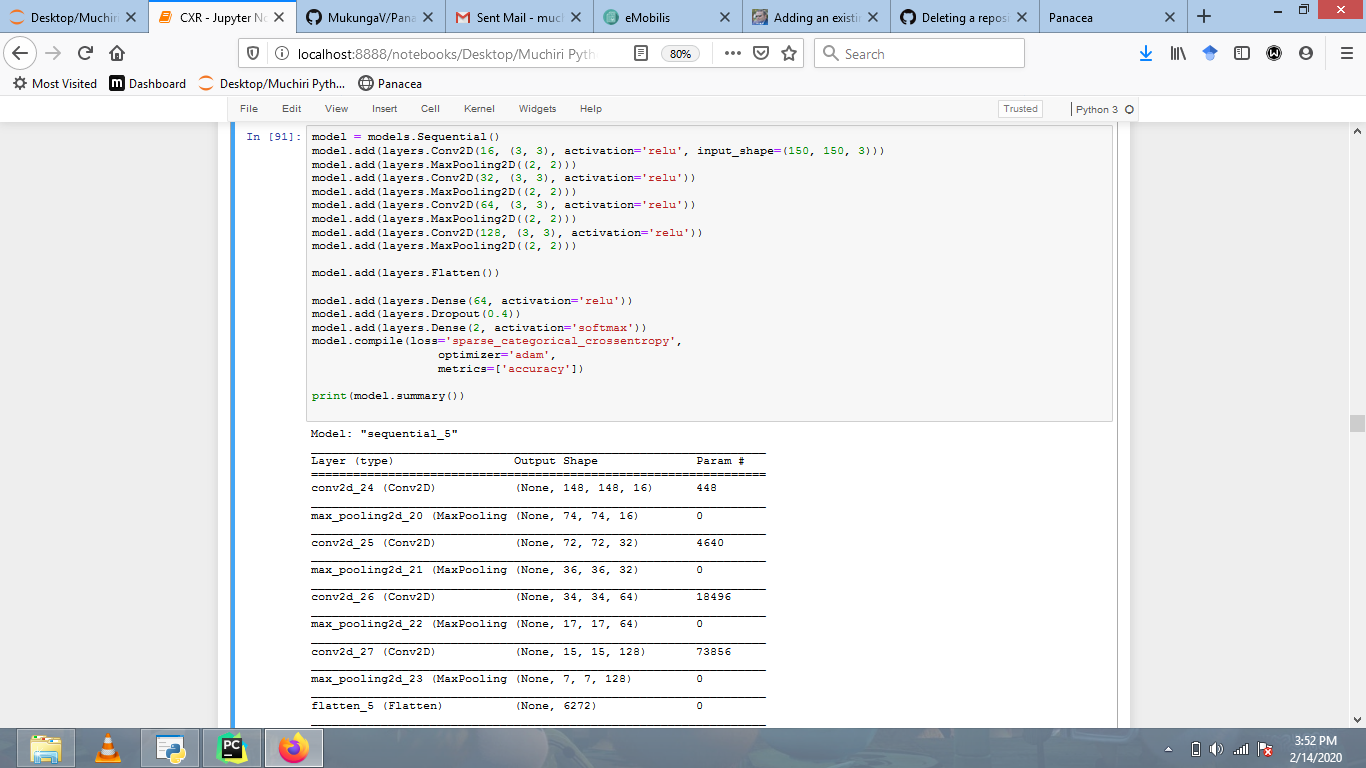 Desktop/Muchiri
CXR - Jupyter No
MukungaV/Pana
Sent Mail - muc
eMobilis
Adding an existi
Deleting a reposi
Panacea
localhost:8888/notebooks/Desktop/Muchiri Pyth
80%
Search
Most Visited
m Dashboard
Desktop/Muchiri Pyth...
Panacea
File Edit View Insert Cell Kernel Widgets Help
Trusted
Python 3
In [91]: model = models.Sequential()
model.add(layers.Conv2D(16, (3, 3), activation='relu', input_shape=(150, 150, 3)))
model.add(layers.MaxPooling2D((2, 2)))
model.add(layers.Conv2D(32, (3, 3), activation='relu'))
model.add(layers.MaxPooling2D((2, 2)))
model.add(layers.Conv2D(64, (3, 3), activation='relu'))
model.add(layers.MaxPooling2D((2, 2)))
model.add(layers.Conv2D(128, (3, 3), activation='relu'))
model.add(layers.MaxPooling2D((2, 2)))
model.add(layers.Flatten())
model.add(layers.Dense(64, activation='relu'))
model.add(layers.Dropout(0.4))
model.add(layers.Dense(2, activation='softmax'))
model.compile(loss='sparse_categorical_crossentropy',
optimizer='adam',
metrics=['accuracy'])
print(model.summary())
Model: "sequential_5"
Layer (type) Output Shape Param #
conv2d_24 (Conv2D) (None, 148, 148, 16) 448
max_pooling2d_20 (MaxPooling (None, 74, 74, 16) 0
conv2d_25 (Conv2D) (None, 72, 72, 32) 4640
max_pooling2d_21 (MaxPooling (None, 36, 36, 32) 0
conv2d_26 (Conv2D) (None, 34, 34, 64) 18496
max_pooling2d_22 (MaxPooling (None, 17, 17, 64) 0
conv2d_27 (Conv2D) (None, 15, 15, 128) 73856
max_pooling2d_23 (MaxPooling (None, 7, 7, 128) 0
flatten_5 (Flatten) (None, 6272) 0
PC
3:52 PM
2/14/2020